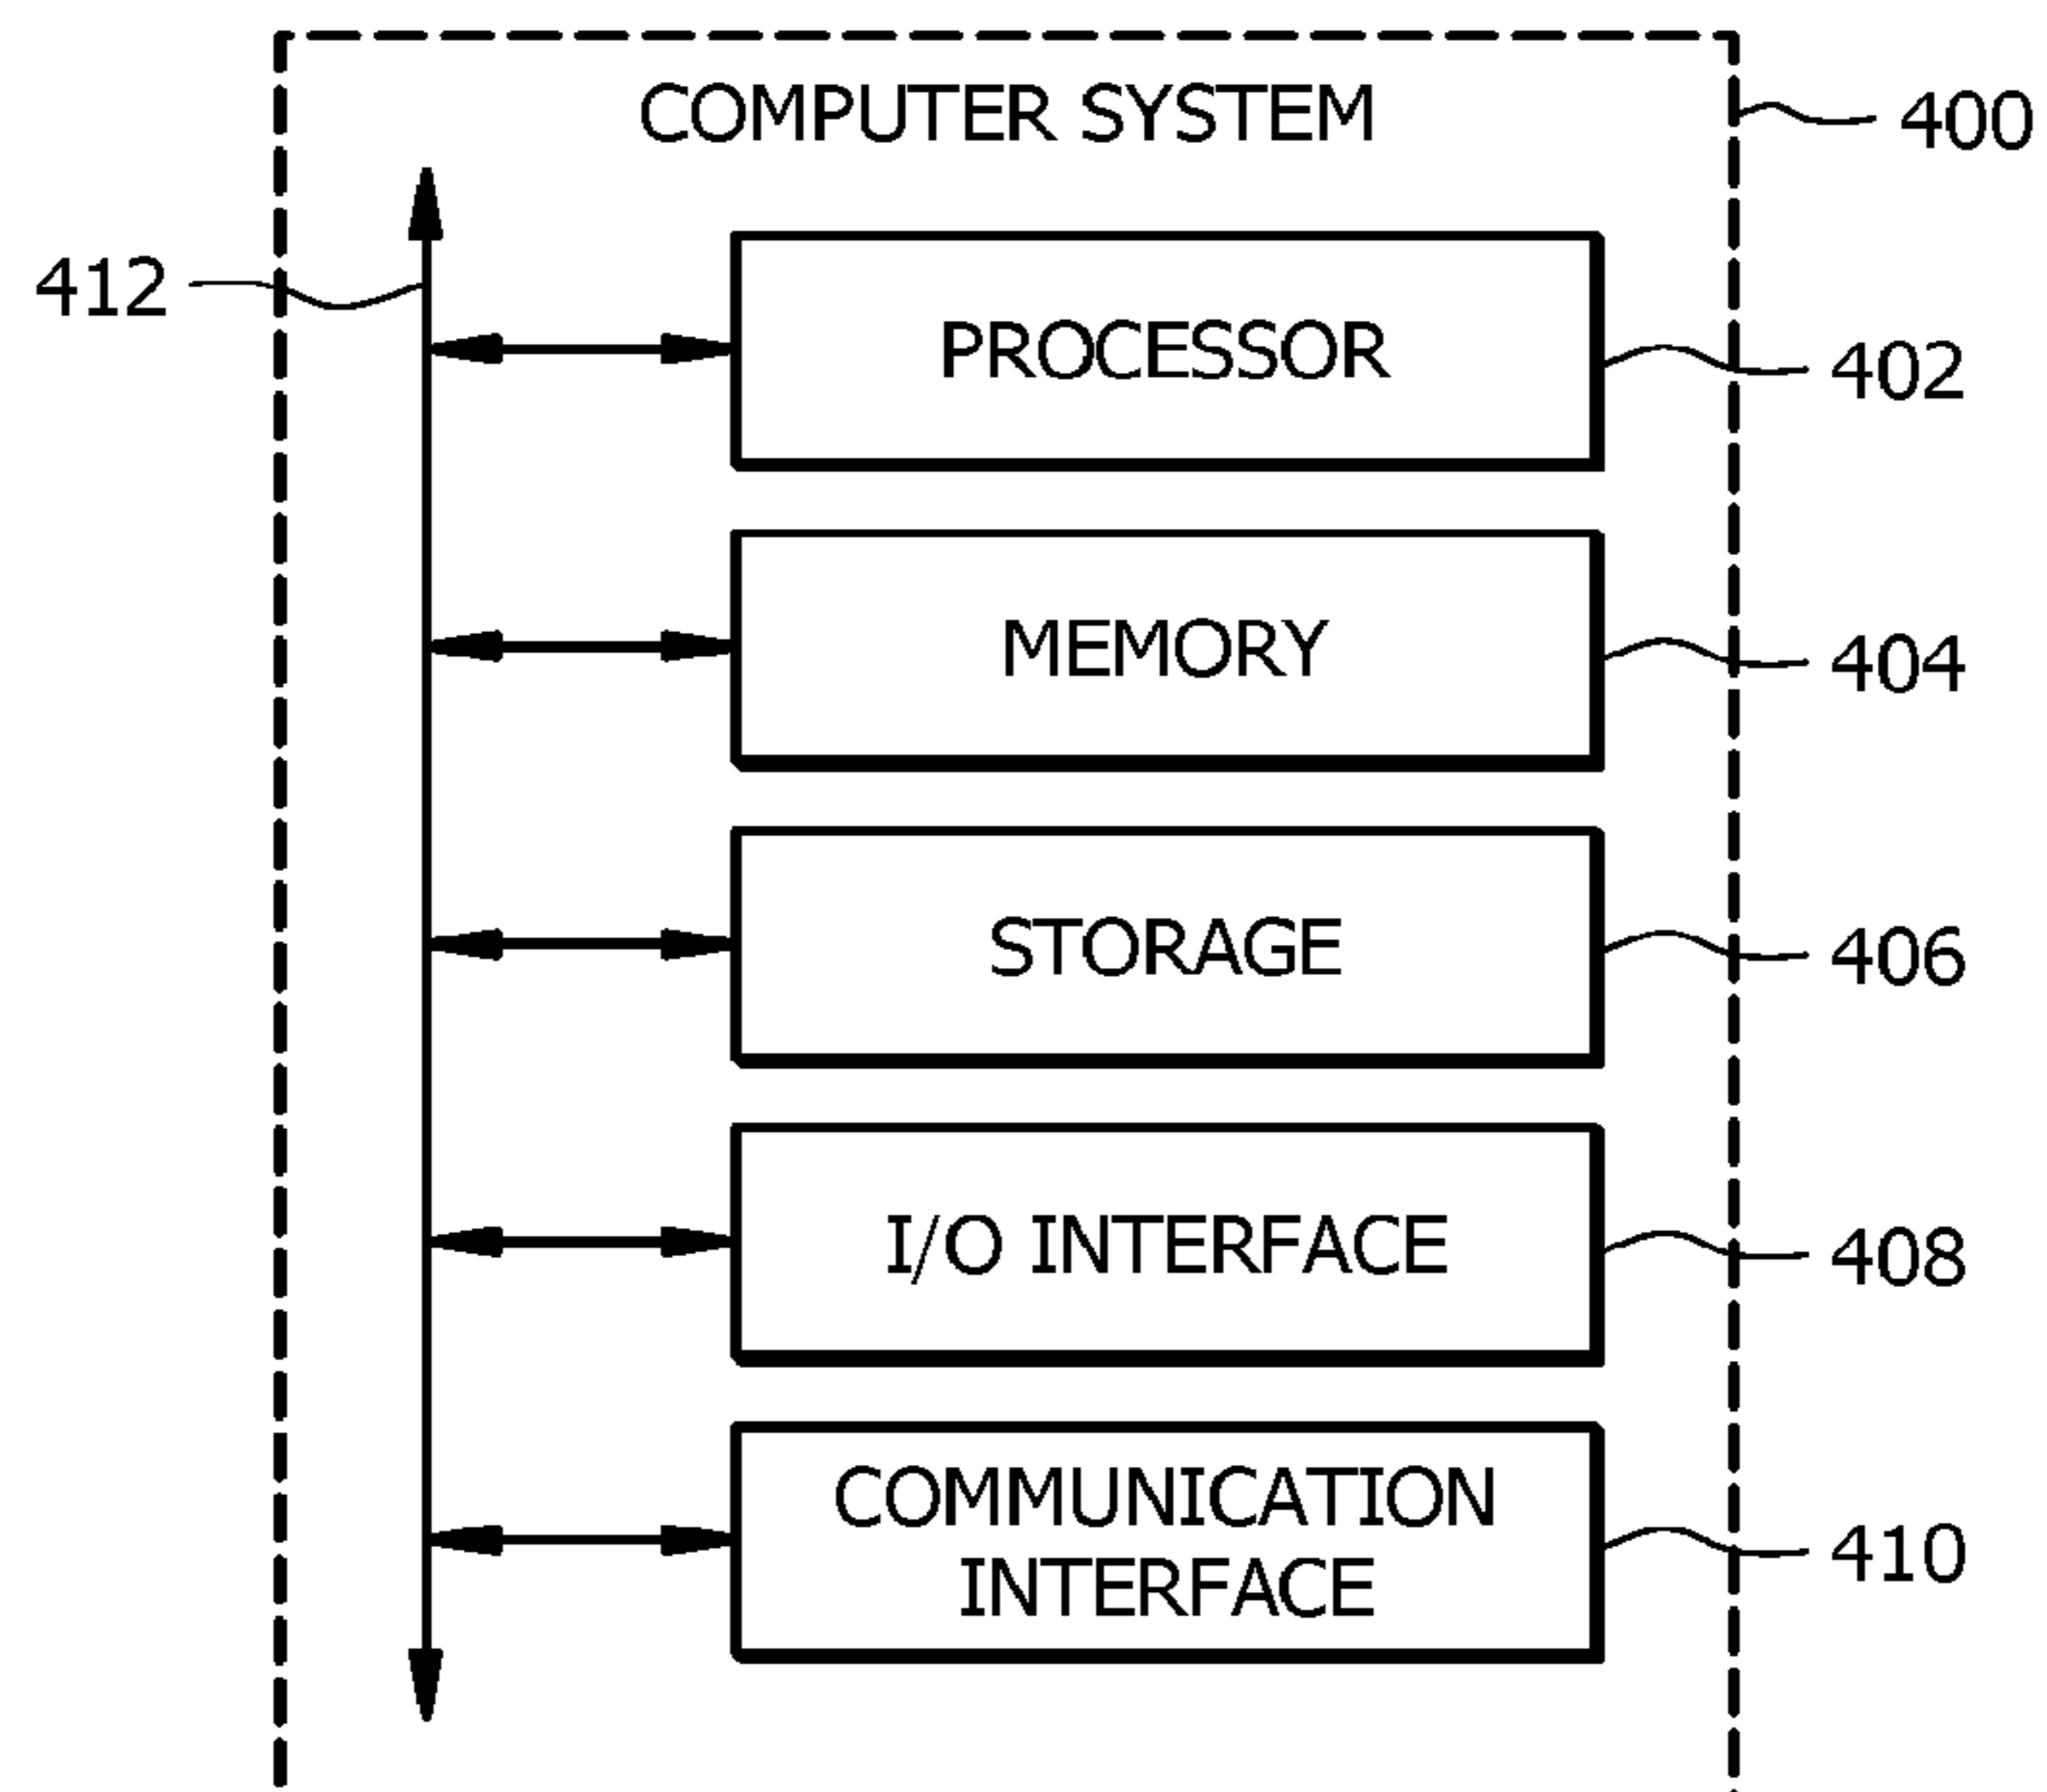 COMPUTER SYSTEM
400
412
PROCESSOR
402
MEMORY
404
STORAGE
406
I/O INTERFACE
408
COMMUNICATION
INTERFACE
410